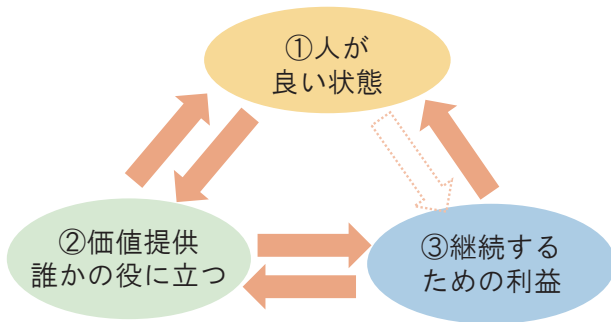 ①人が
良い状態
②価値提供
誰かの役に立つ
③継続する
ための利益